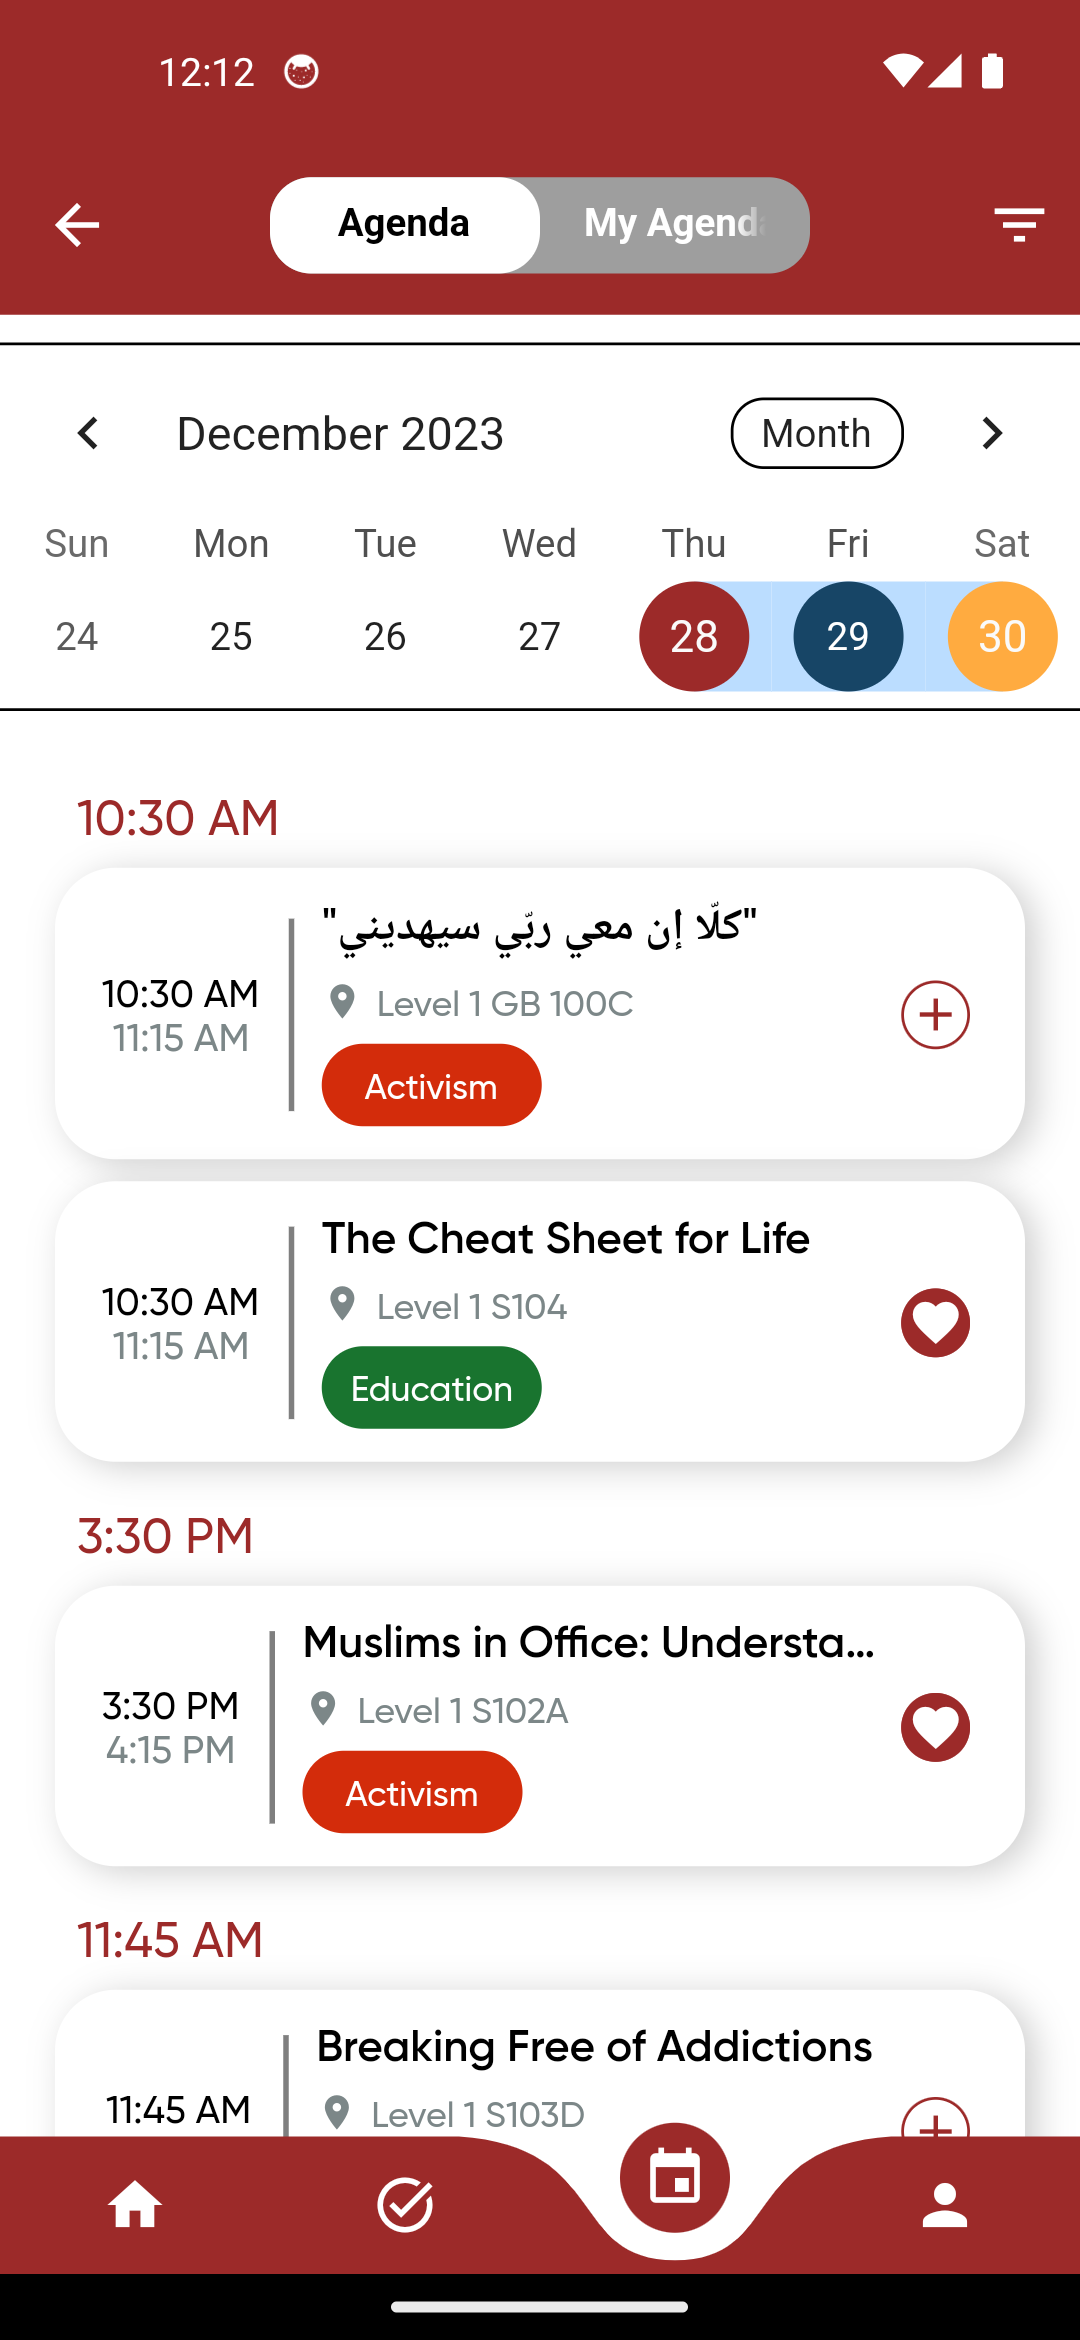 12:12
Agenda
My Agend
December 2023
Month
Sun Mon Tue Wed Thu Fri Sat
24 25 26 27 28 29 30
10:30 AM
"كلّا إن معي ربّي سيهديني"
10:30 AM
11:15 AM
Level 1 GB 100C
Activism
The Cheat Sheet for Life
10:30 AM
11:15 AM
Level 1 S104
Education
3:30 PM
Muslims in Office: Understa...
3:30 PM
4:15 PM
Level 1 S102A
Activism
11:45 AM
Breaking Free of Addictions
11:45 AM
Level 1 S103D